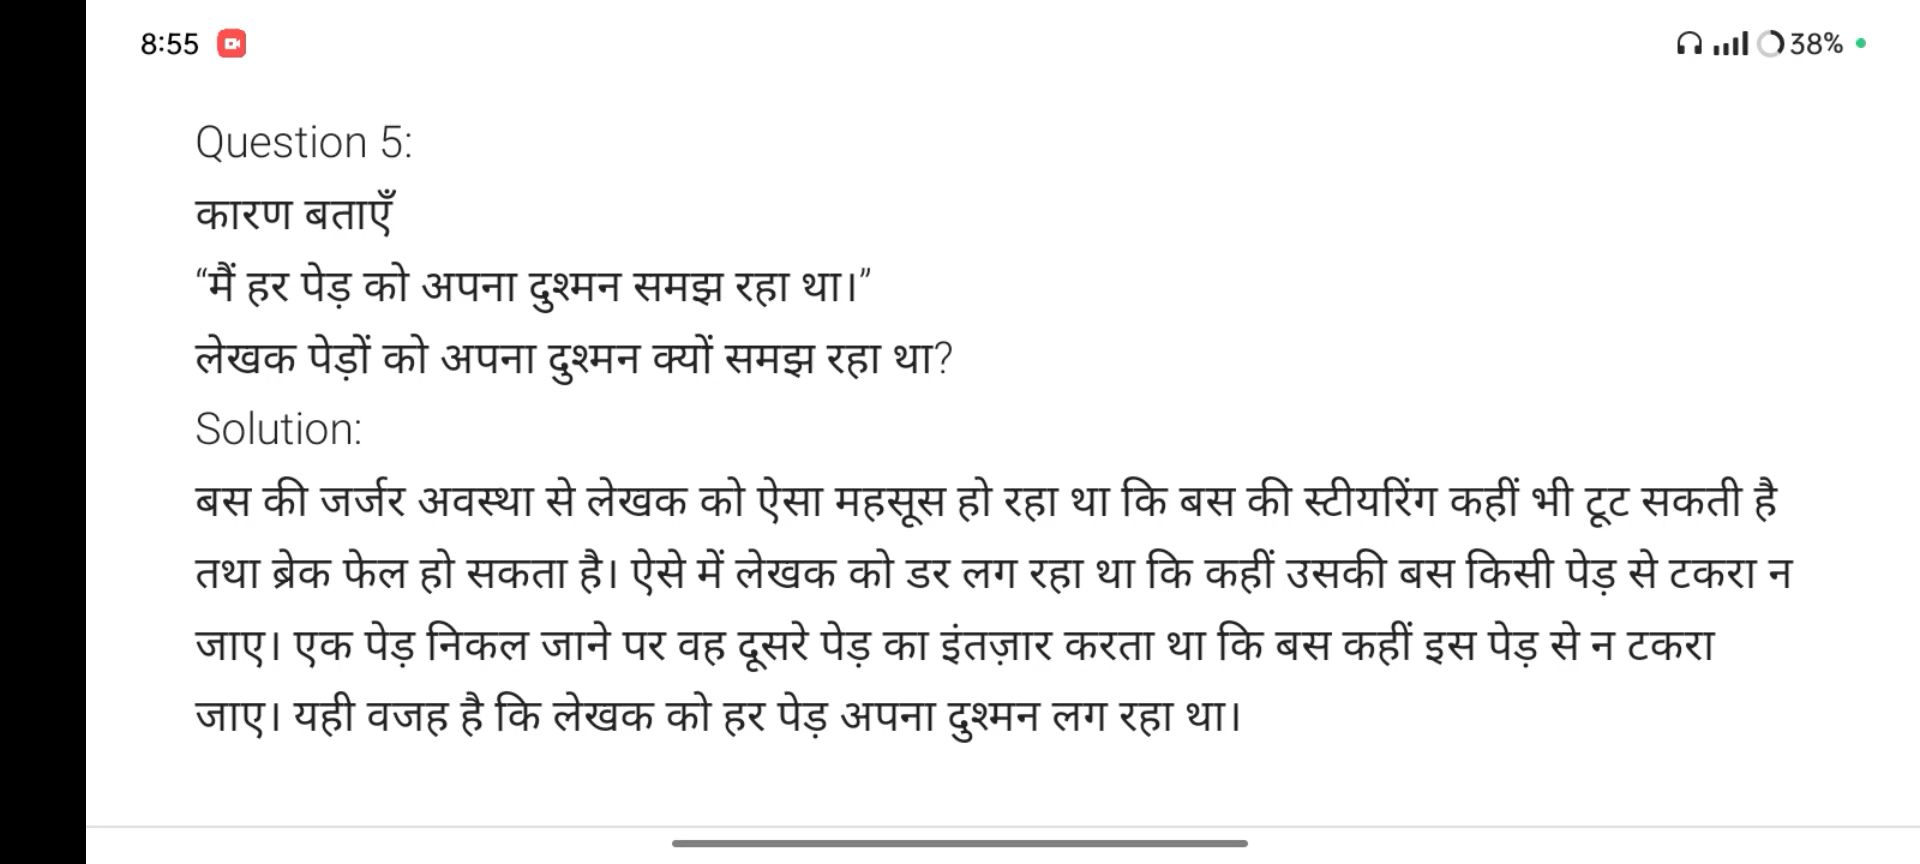 8:55
38%
Question 5:
कारण बताएँ
“मैं हर पेड़ को अपना दुश्मन समझ रहा था।”
लेखक पेड़ों को अपना दुश्मन क्यों समझ रहा था?
Solution:
बस की जर्जर अवस्था से लेखक को ऐसा महसूस हो रहा था कि बस की स्टीयरिंग कहीं भी टूट सकती है
तथा ब्रेक फेल हो सकता है। ऐसे में लेखक को डर लग रहा था कि कहीं उसकी बस किसी पेड़ से टकरा न
जाए। एक पेड़ निकल जाने पर वह दूसरे पेड़ का इंतज़ार करता था कि बस कहीं इस पेड़ से न टकरा
जाए। यही वजह है कि लेखक को हर पेड़ अपना दुश्मन लग रहा था।